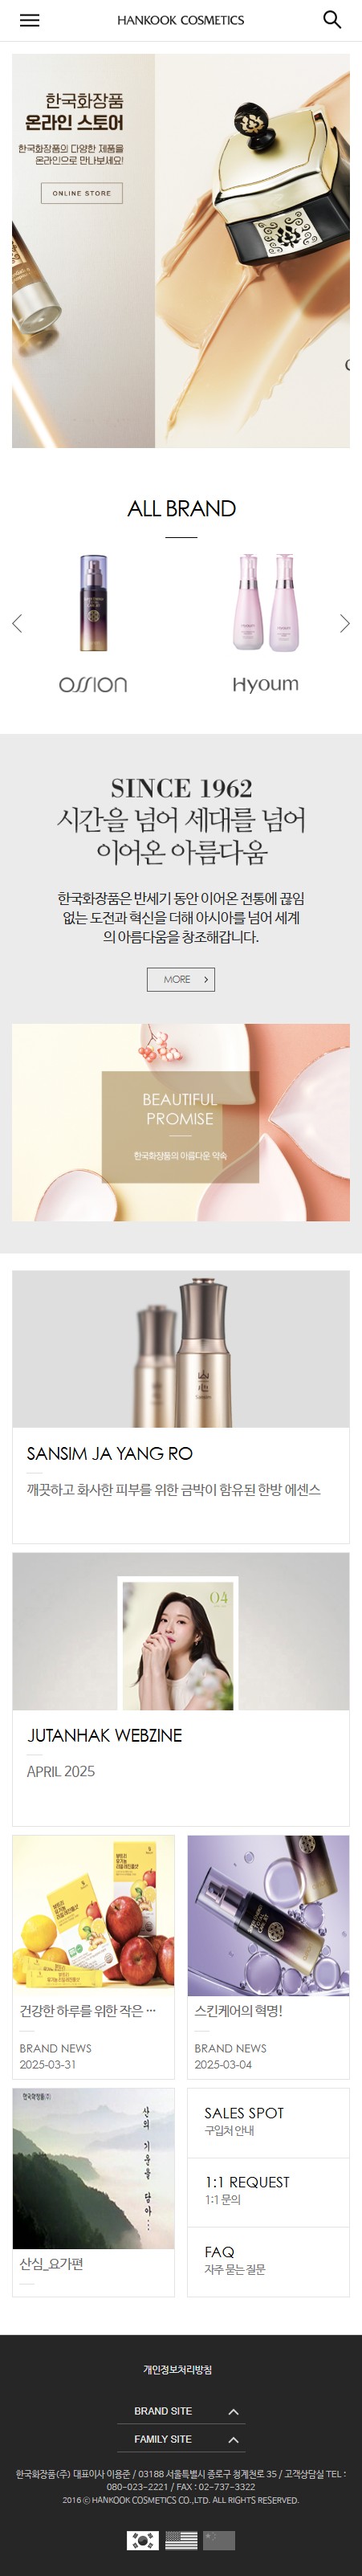 HANKOOK COSMETICS
한국화장품
온라인 스토어
한국화장품의 다양한 제품을
온라인으로 만나보세요!
ONLINE STORE
ALL BRAND
OSSION
Hyoum
SINCE 1962
시간을 넘어 세대를 넘어
이어온 아름다움
한국화장품은 반세기 동안 이어온 전통에 끊임
없는 도전과 혁신을 더해 아시아를 넘어 세계
의 아름다움을 창조해갑니다.
MORE
BEAUTIFUL
PROMISE
한국화장품의 아름다운 약속
SANSIM JA YANG RO
깨끗하고 화사한 피부를 위한 금박이 함유된 한방 에센스
04
JUTANHAK WEBZINE
APRIL 2025
건강한 하루를 위한 작은 ...
BRAND NEWS
2025-03-31
스킨케어의 혁명!
BRAND NEWS
2025-03-04
한국화장품(주)
산의
기운을
담아...
산심_요가편
SALES SPOT
구입처 안내
1:1 REQUEST
1:1 문의
FAQ
자주 묻는 질문
개인정보처리방침
BRAND SITE
FAMILY SITE
한국화장품(주) 대표이사 이용준 / 03188 서울특별시 종로구 청계천로 35 / 고객상담실 TEL :
080-023-2221 / FAX : 02-737-3322
2016 ⓒ HANKOOK COSMETICS CO.,LTD. ALL RIGHTS RESERVED.